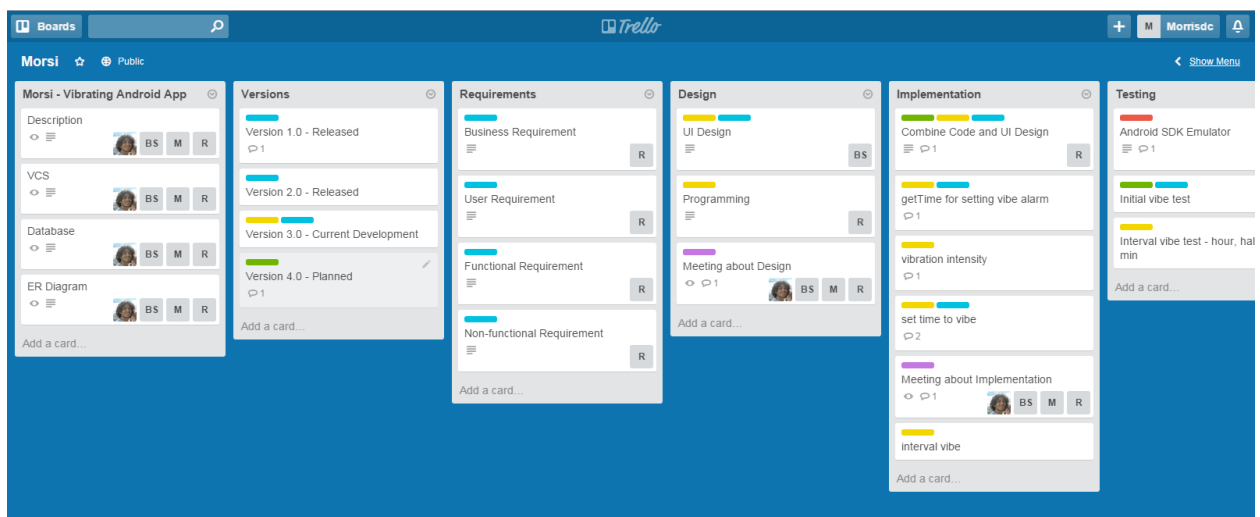 Boards
Trello
M Morrisdc
Morsi
Public
Show Menu
Morsi - Vibrating Android App
Description
BS M R
VCS
BS M R
Database
BS M R
ER Diagram
BS M R
Add a card...
Versions
Version 1.0 - Released
1
Version 2.0 - Released
Version 3.0 - Current Development
Version 4.0 - Planned
1
Add a card...
Requirements
Business Requirement
R
User Requirement
R
Functional Requirement
R
Non-functional Requirement
R
Add a card...
Design
UI Design
BS
Programming
R
Meeting about Design
1
BS M R
Add a card...
Implementation
Combine Code and UI Design
1
R
getTime for setting vibe alarm
1
vibration intensity
1
set time to vibe
2
Meeting about Implementation
1
BS M R
interval vibe
Add a card...
Testing
Android SDK Emulator
1
Initial vibe test
Interval vibe test - hour, hal
min
Add a card...